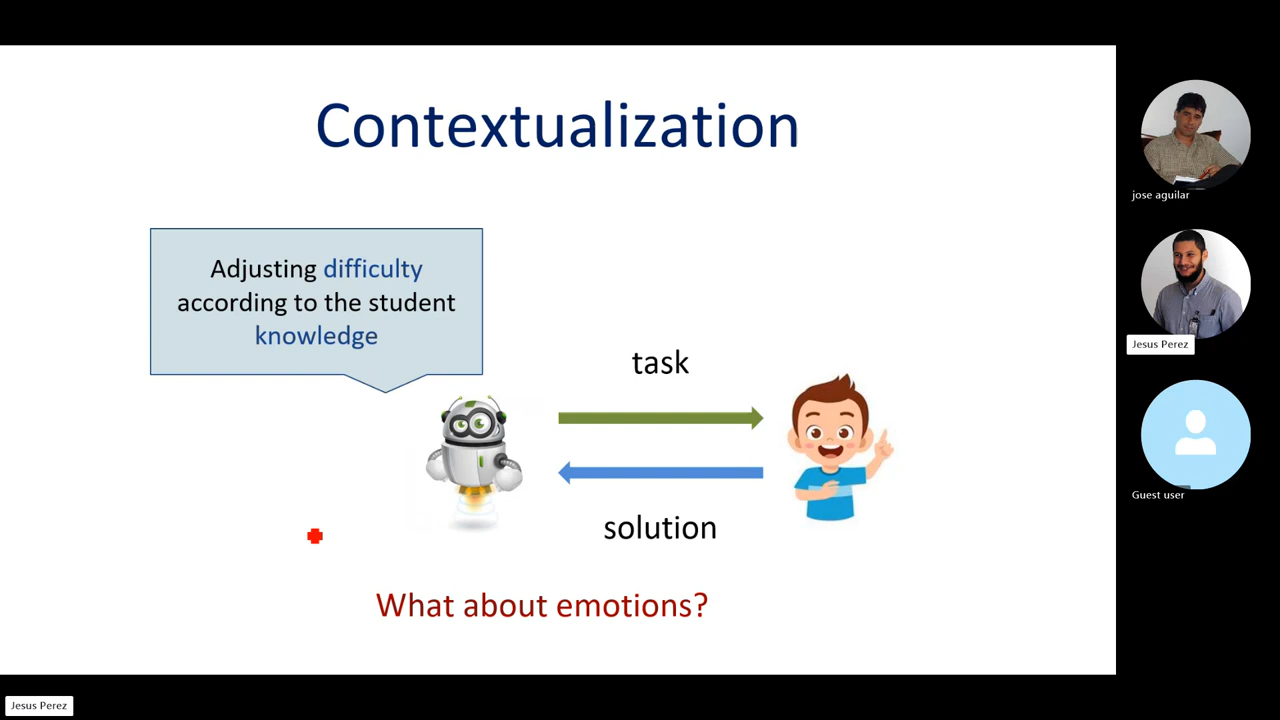 Contextualization
Adjusting difficulty
according to the student
knowledge
task
solution
What about emotions?
jose aguilar
Jesus Perez
Guest user
Jesus Perez